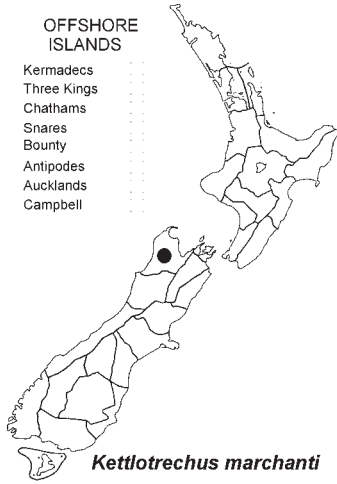 OFFSHORE
ISLANDS
Kermadecs
Three Kings
Chathams
Snares
Bounty
Antipodes
Aucklands
Campbell
Kettlotrechus marchanti